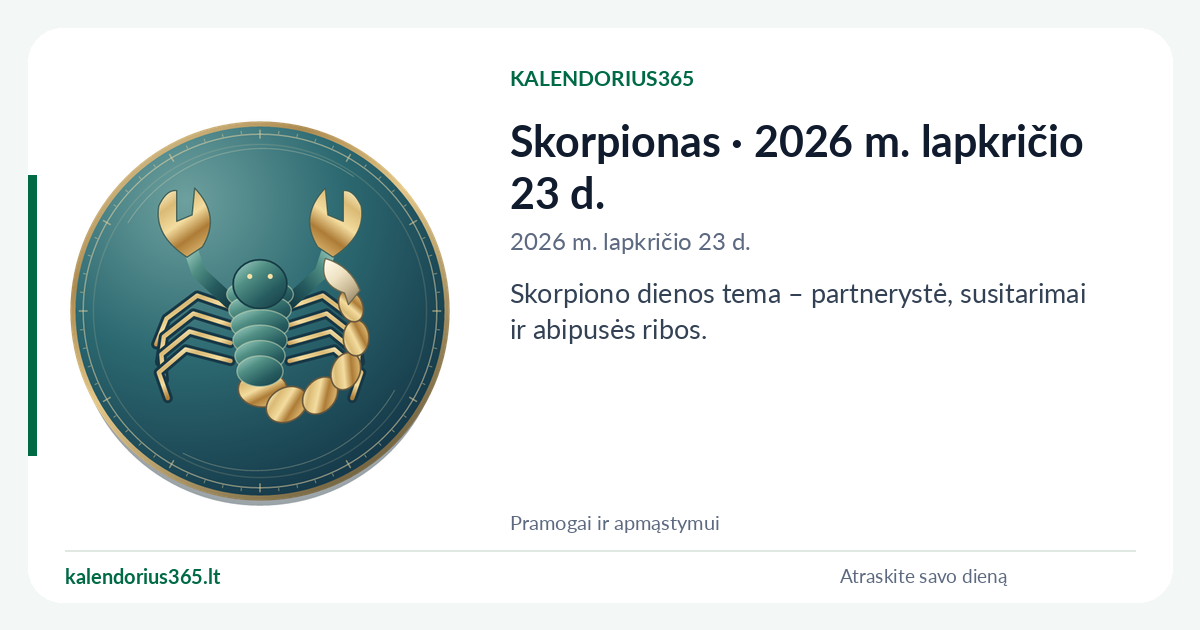 KALENDORIUS365
Skorpionas · 2026 m. lapkričio
23 d.
2026 m. lapkričio 23 d.
Skorpiono dienos tema – partnerystė, susitarimai
ir abipusės ribos.
Pramogai ir apmąstymui
kalendorius365.lt
Atraskite savo dieną